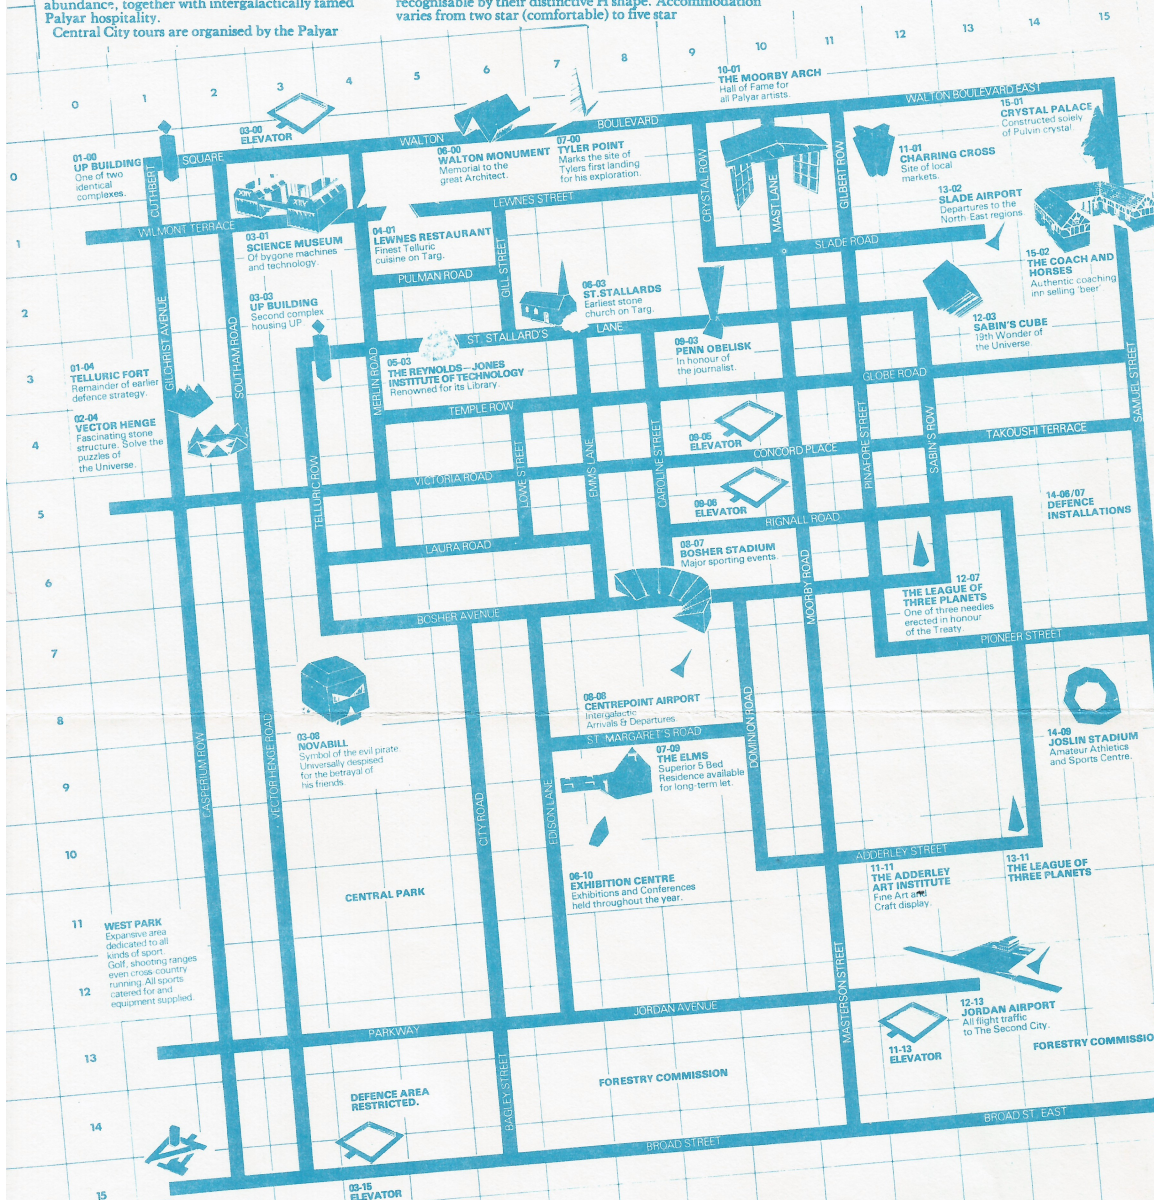 abundance, together with intergalactically famed
Palyar hospitality.
Central City tours are organised by the Palyar
recognisable by their distinctive H shape. Accommodation
varies from two star (comfortable) to five star
0
1
2
3
4
5
6
7
8
9
10
11
12
13
14
15
0
1
2
3
4
5
6
7
8
9
10
11
12
13
14
15
03-00
ELEVATOR
10-01
THE MOORBY ARCH
Hall of Fame for
all Palyar artists.
WALTON BOULEVARD EAST
15-01
CRYSTAL PALACE
Constructed solely
of Pulvin crystal
01-00
UP BUILDING
One of two
identical
complexes.
CUTHBERT
SQUARE
WALTON
BOULEVARD
06-00
WALTON MONUMENT
Memorial to the
great Architect.
07-00
TYLER POINT
Marks the site of
Tylers first landing
for his exploration.
11-01
CHARRING CROSS
Site of local
markets.
CRYSTAL ROW
MAST LANE
GILBERT ROW
LEWNES STREET
13-02
SLADE AIRPORT
Departures to the
North-East regions
WILMONT TERRACE
03-01
SCIENCE MUSEUM
Of bygone machines
and technology.
04-01
LEWNES RESTAURANT
Finest Telluric
cuisine on Targ.
SLADE ROAD
15-02
THE COACH AND
HORSES
Authentic coaching
inn selling 'beer'
PULMAN ROAD
GILL STREET
03-03
UP BUILDING
Second complex
housing UP.
06-03
ST.STALLARDS
Earliest stone
church on Targ.
12-03
SABIN'S CUBE
19th Wonder of
the Universe.
GILCHRIST AVENUE
SOUTHAM ROAD
MERLIN ROAD
ST. STALLARD'S
LANE
09-03
PENN OBELISK
In honour of
the journalist.
01-04
TELLURIC FORT
Remainder of earlier
defence strategy.
05-03
THE REYNOLDS–JONES
INSTITUTE OF TECHNOLOGY
Renowned for its Library.
GLOBE ROAD
SAMUEL STREET
02-04
VECTOR HENGE
Fascinating stone
structure. Solve the
puzzles of
the Universe.
TEMPLE ROW
09-05
ELEVATOR
CONCORD PLACE
TAKOUSHI TERRACE
PINAFORE STREET
SABIN'S ROW
TELLURIC ROW
VICTORIA ROAD
LOWE STREET
EMMS LANE
CAROLINE STREET
09-06
ELEVATOR
RIGNALL ROAD
14-06/07
DEFENCE
INSTALLATIONS
LAURA ROAD
08-07
BOSHER STADIUM
Major sporting events.
MOORBY ROAD
12-07
THE LEAGUE OF
THREE PLANETS
One of three needles
erected in honour
of the Treaty.
BOSHER AVENUE
PIONEER STREET
08-08
CENTREPOINT AIRPORT
Intergalactic
Arrivals & Departures
ST. MARGARET'S ROAD
DOMINION ROAD
03-08
NOVABILL
Symbol of the evil pirate.
Universally despised
for the betrayal of
his friends.
07-09
THE ELMS
Superior 5 Bed
Residence available
for long-term let.
14-09
JOSLIN STADIUM
Amateur Athletics
and Sports Centre.
CASPERIUM ROW
VECTOR HENGE ROAD
CITY ROAD
EDISON LANE
ADDERLEY STREET
06-10
EXHIBITION CENTRE
Exhibitions and Conferences
held throughout the year.
11-11
THE ADDERLEY
ART INSTITUTE
Fine Art and
Craft display.
13-11
THE LEAGUE OF
THREE PLANETS
CENTRAL PARK
WEST PARK
Expansive area
dedicated to all
kinds of sport.
Golf, shooting ranges
even cross-country
running. All sports
catered for and
equipment supplied.
MASTERSON STREET
JORDAN AVENUE
PARKWAY
12-13
JORDAN AIRPORT
All flight traffic
to The Second City.
11-13
ELEVATOR
FORESTRY COMMISSIO
FORESTRY COMMISSION
BAGLEY STREET
DEFENCE AREA
RESTRICTED.
BROAD STREET
BROAD ST. EAST
03-15
ELEVATOR